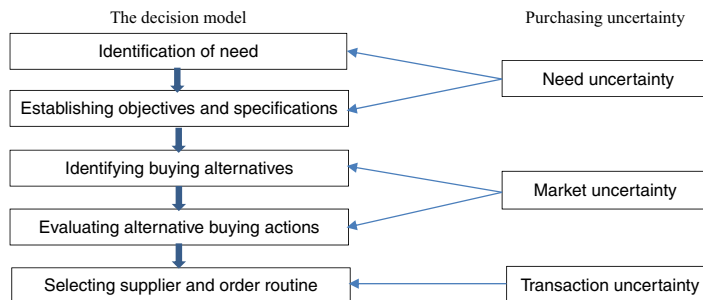 The decision model
Purchasing uncertainty
Identification of need
Need uncertainty
Establishing objectives and specifications
Identifying buying alternatives
Market uncertainty
Evaluating alternative buying actions
Selecting supplier and order routine
Transaction uncertainty